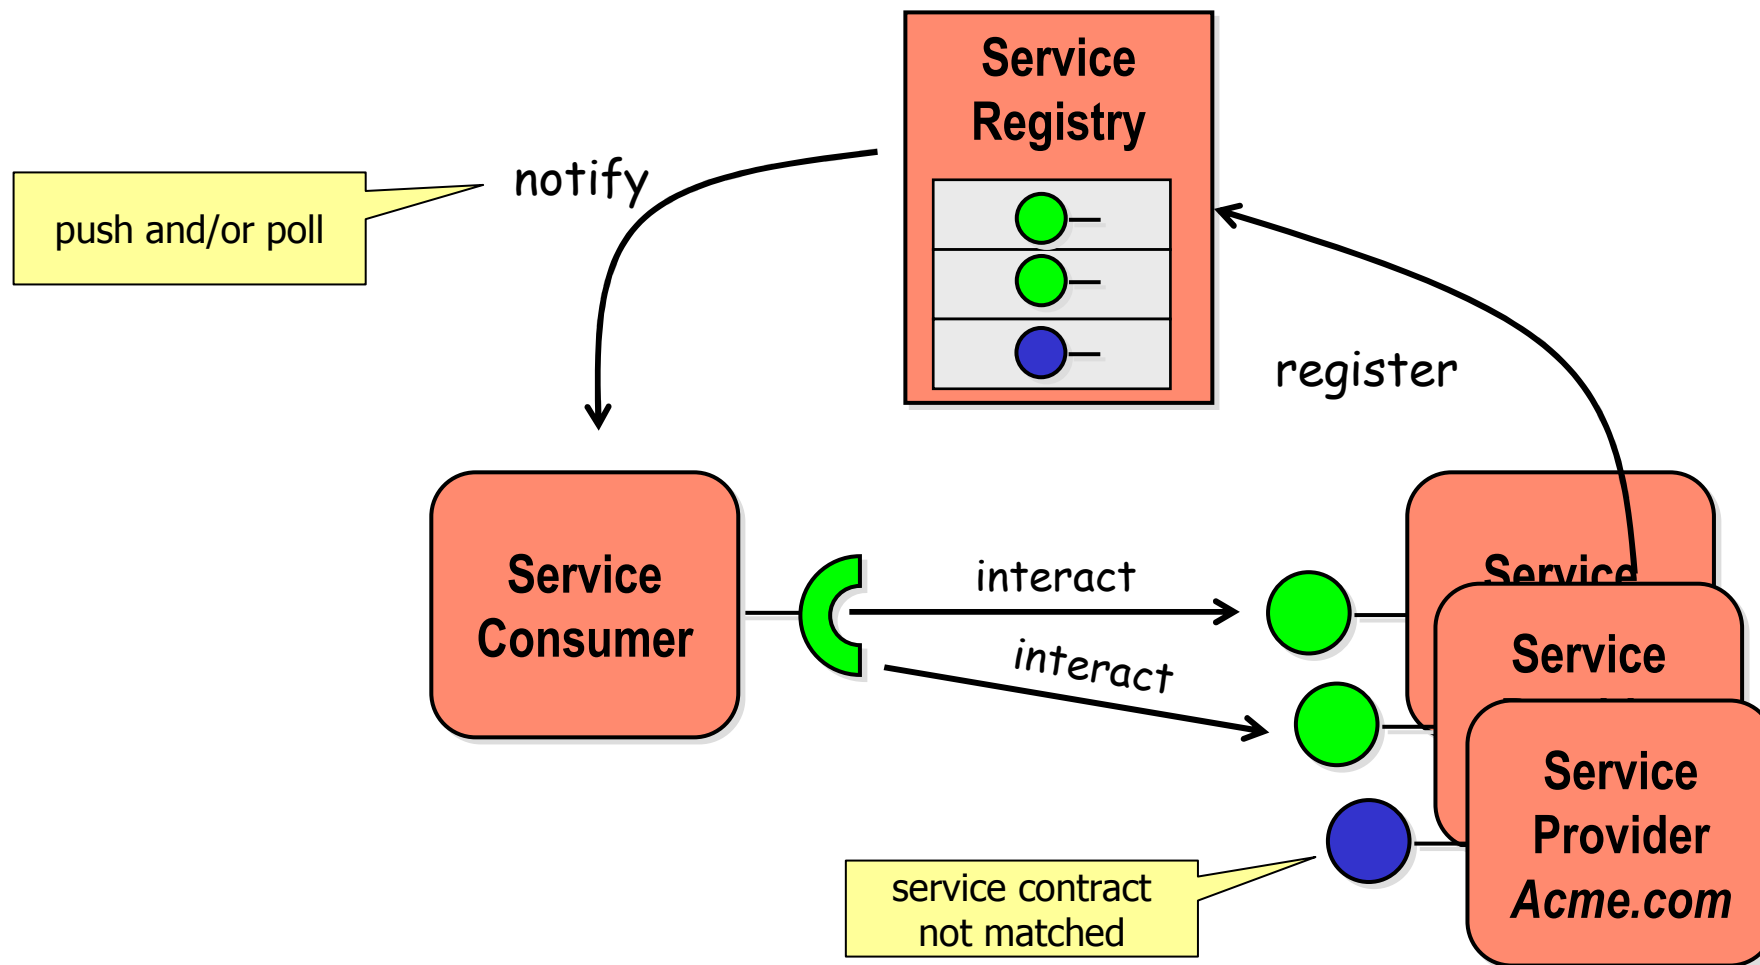 Service
Registry
notify
push and/or poll
register
Service
Consumer
interact
interact
Service
Service
Service
Provider
Acme.com
service contract
not matched